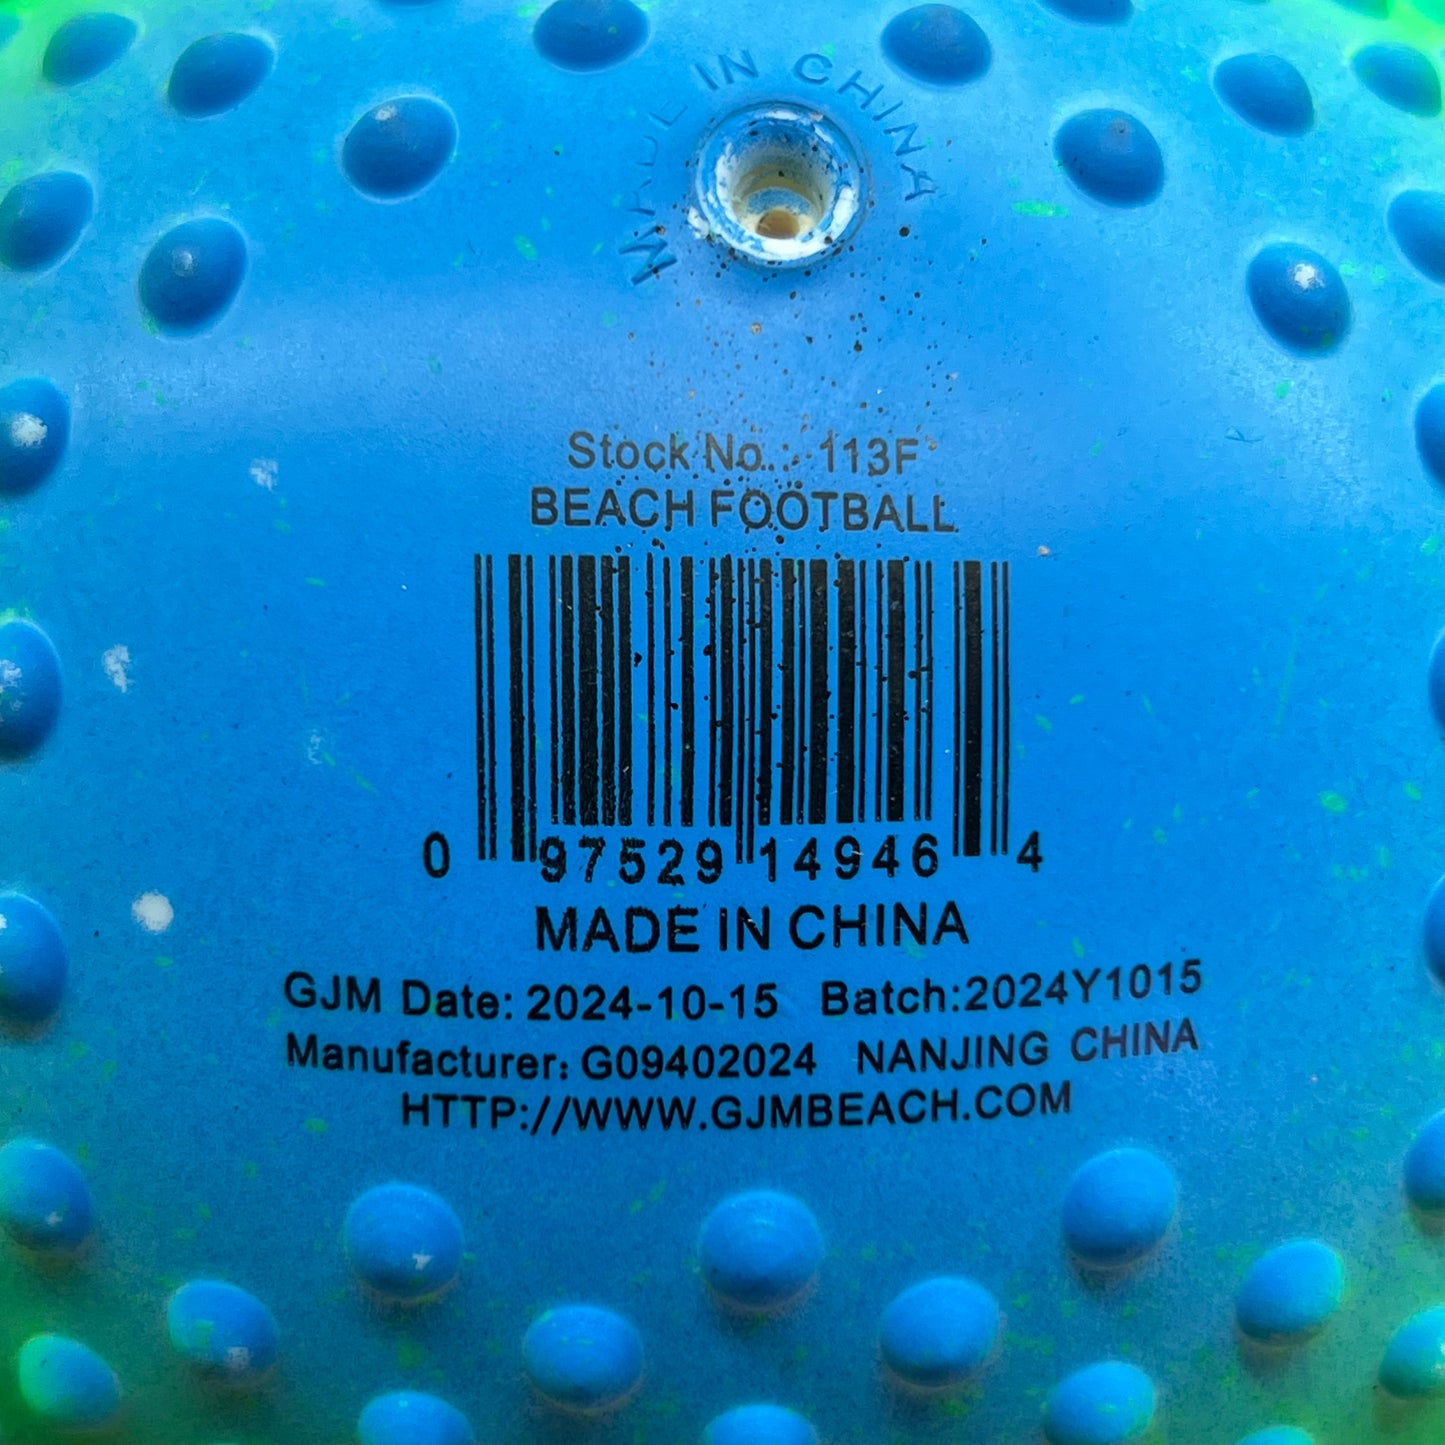 MADE IN CHINA
Stock No.: 113F
BEACH FOOTBALL
0 97529 14946 4
MADE IN CHINA
GJM Date: 2024-10-15 Batch:2024Y1015
Manufacturer: G09402024 NANJING CHINA
HTTP://WWW.GJMBEACH.COM